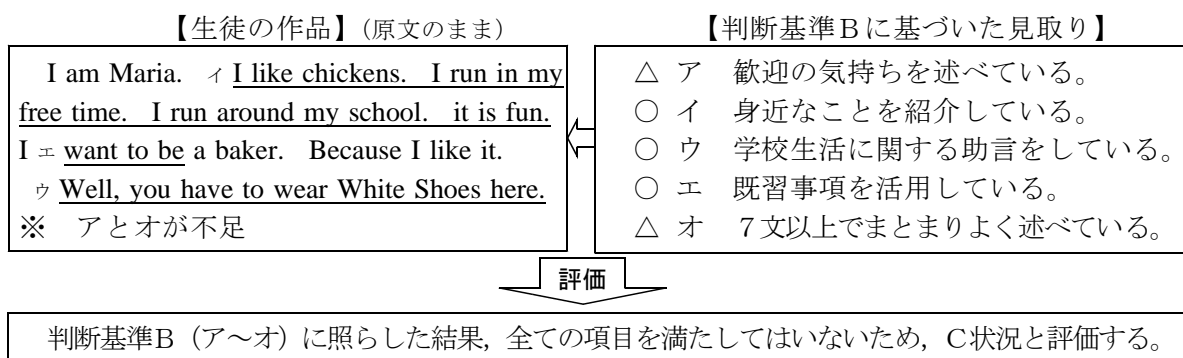 【生徒の作品】(原文のまま)
I am Maria. ィ I like chickens. I run in my
free time. I run around my school. it is fun.
I ェ want to be a baker. Because I like it.
ゥ Well, you have to wear White Shoes here.
※ アとオが不足
【判断基準Bに基づいた見取り】
△ ア 歓迎の気持ちを述べている。
○ イ 身近なことを紹介している。
○ ウ 学校生活に関する助言をしている。
○ エ 既習事項を活用している。
△ オ 7文以上でまとまりよく述べている。
評価
判断基準B(ア~オ)に照らした結果,全ての項目を満たしてはいないため,C状況と評価する。